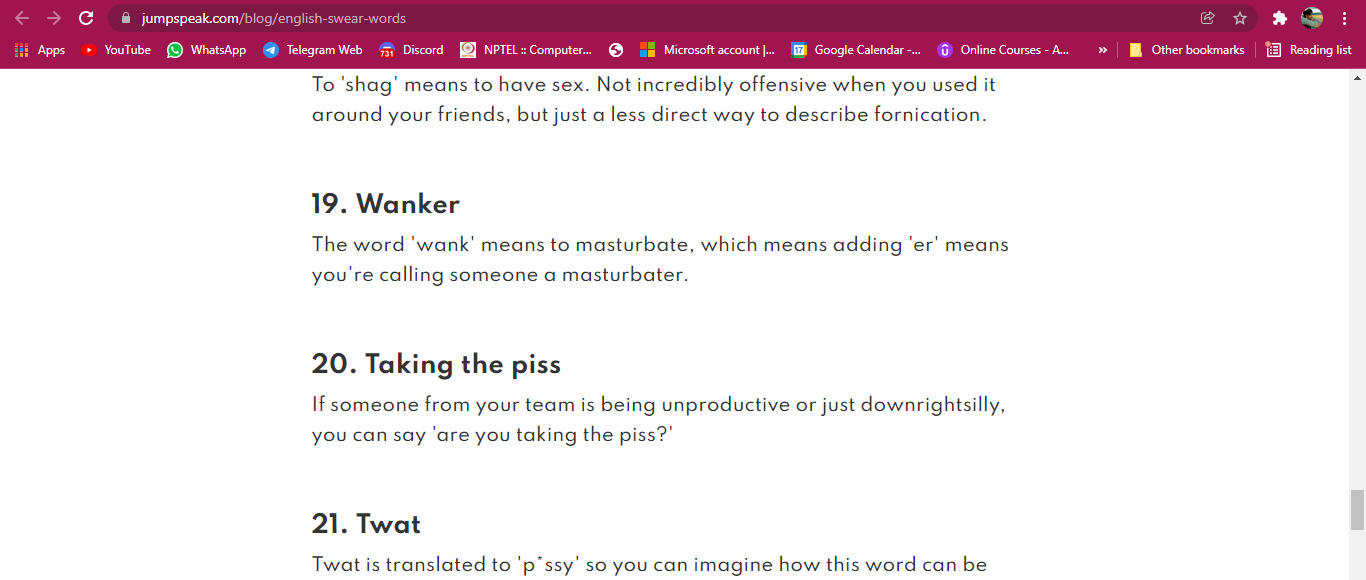 jumpspeak.com/blog/english-swear-words
Apps YouTube WhatsApp Telegram Web 731 Discord NPTEL :: Computer... Microsoft account |... 17 Google Calendar -... Online Courses - A... » Other bookmarks Reading list
To 'shag' means to have sex. Not incredibly offensive when you used it
around your friends, but just a less direct way to describe fornication.
19. Wanker
The word 'wank' means to masturbate, which means adding 'er' means
you're calling someone a masturbater.
20. Taking the piss
If someone from your team is being unproductive or just downrightsilly,
you can say 'are you taking the piss?'
21. Twat
Twat is translated to 'p*ssy' so you can imagine how this word can be